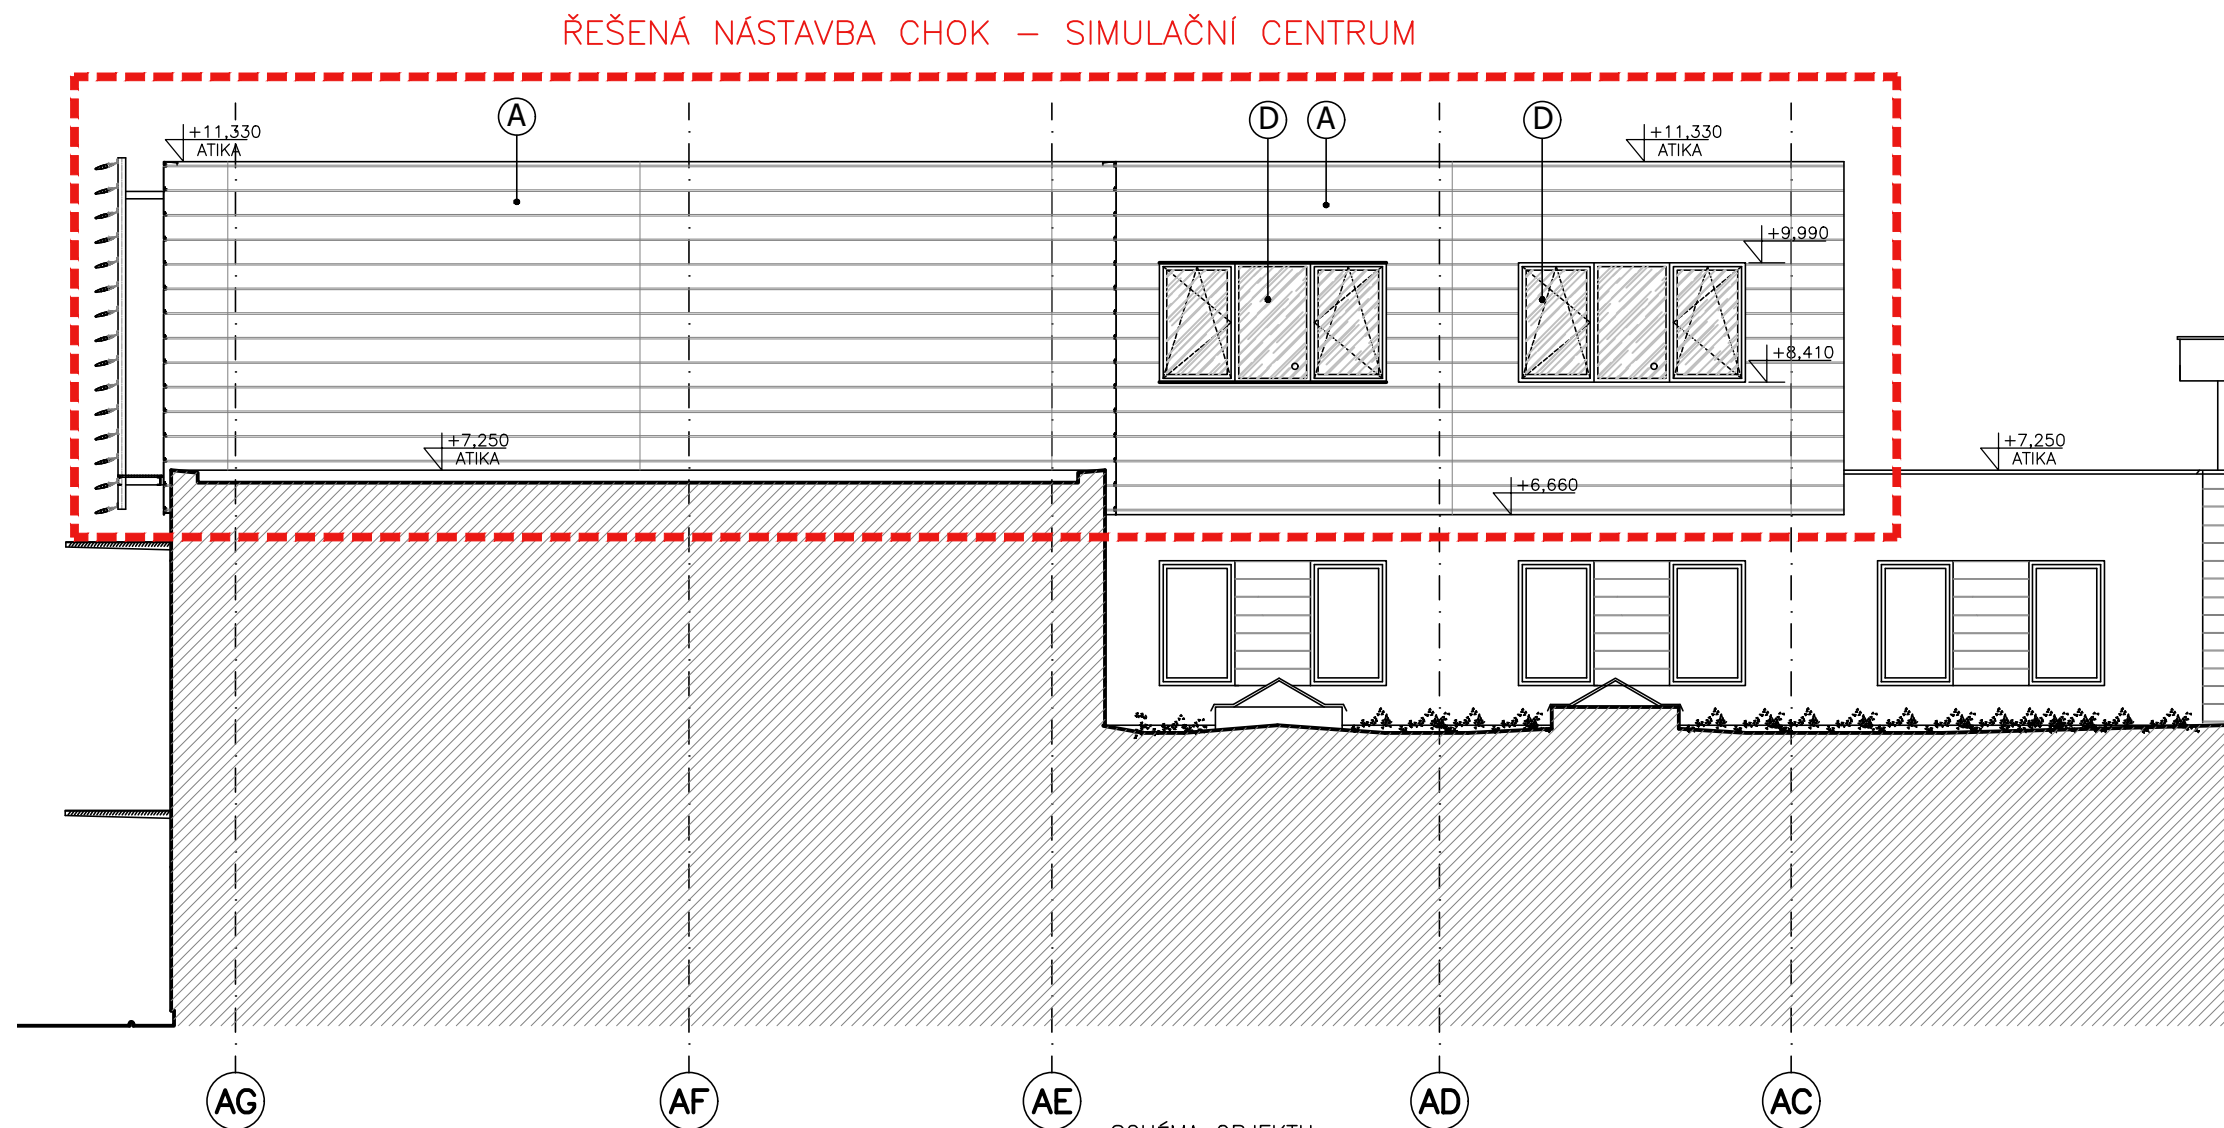 ŘEŠENÁ NÁSTAVBA CHOK – SIMULAČNÍ CENTRUM
A
D
A
D
+11,330
ATIKA
+11,330
ATIKA
+9,990
+8,410
+7,250
ATIKA
+7,250
ATIKA
+6,660
AG
AF
AE
AD
AC